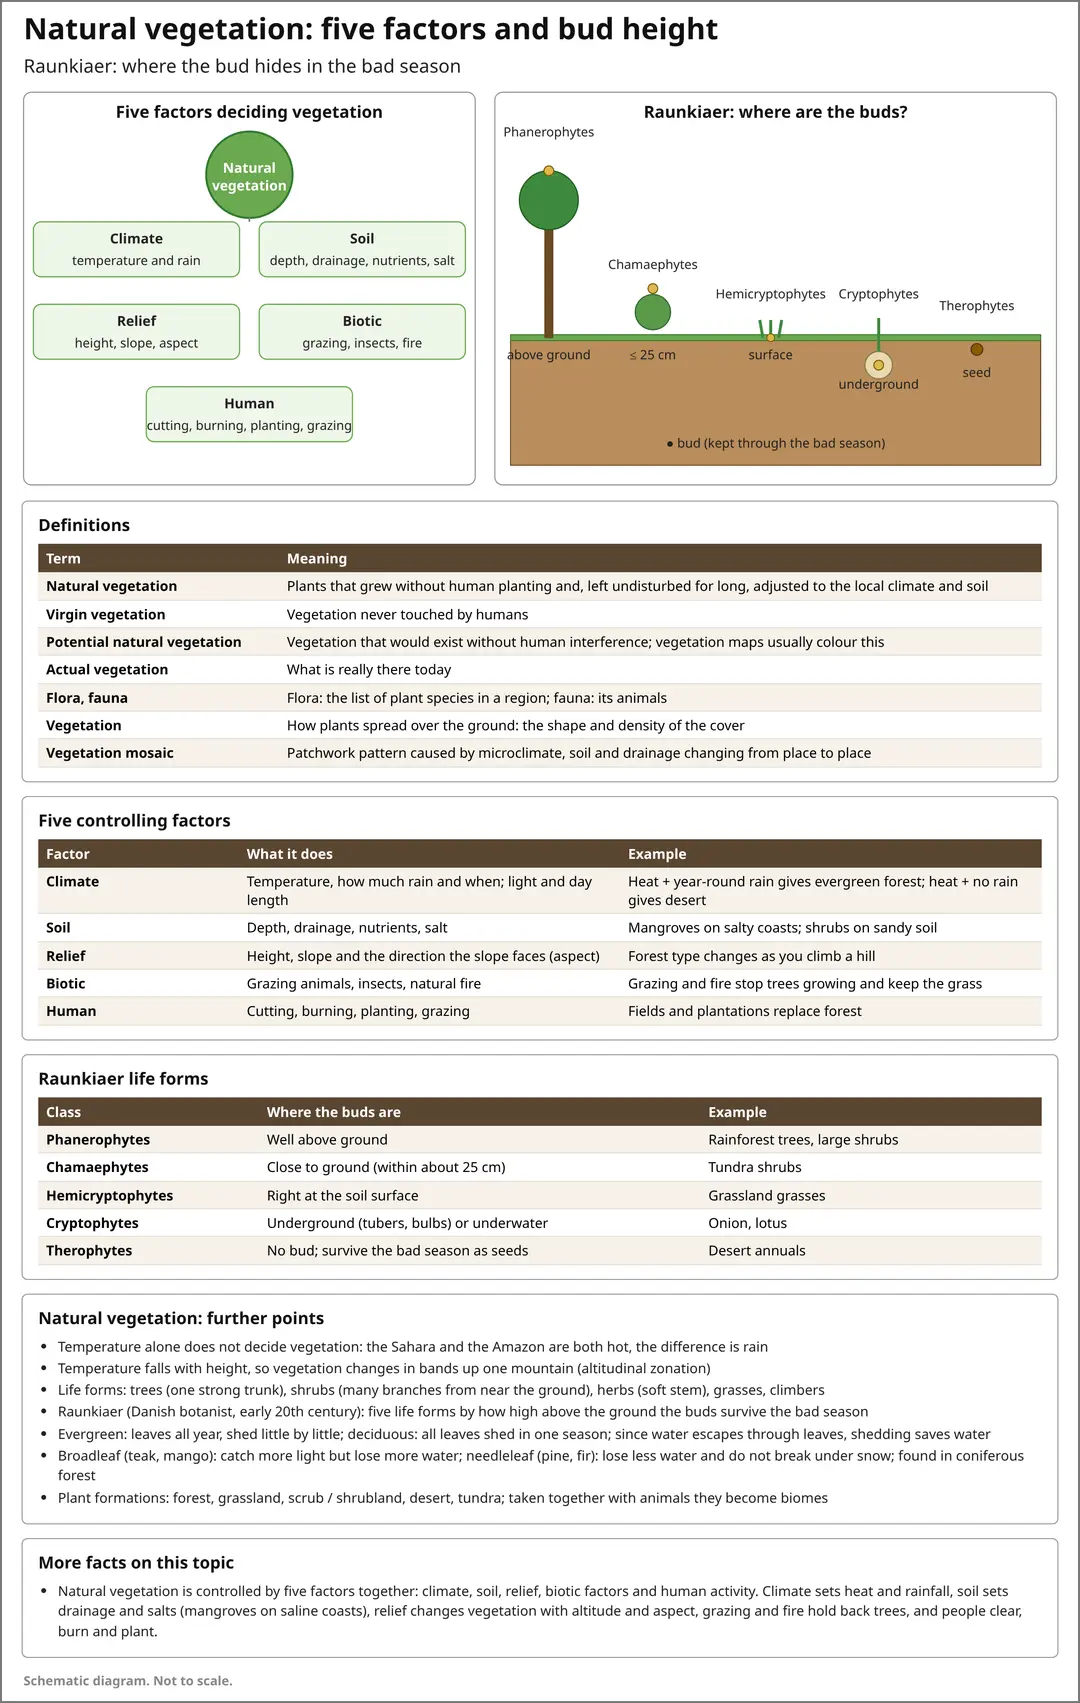 Natural vegetation: five factors and bud height
Raunkiaer: where the bud hides in the bad season
Five factors deciding vegetation
Natural
vegetation
Climate
temperature and rain
Soil
depth, drainage, nutrients, salt
Relief
height, slope, aspect
Biotic
grazing, insects, fire
Human
cutting, burning, planting, grazing
Raunkiaer: where are the buds?
Phanerophytes
Chamaephytes
Hemicryptophytes
Cryptophytes
Therophytes
above ground
≤ 25 cm
surface
underground
seed
● bud (kept through the bad season)
Definitions
Term Meaning
Natural vegetation Plants that grew without human planting and, left undisturbed for long, adjusted to the local climate and soil
Virgin vegetation Vegetation never touched by humans
Potential natural vegetation Vegetation that would exist without human interference; vegetation maps usually colour this
Actual vegetation What is really there today
Flora, fauna Flora: the list of plant species in a region; fauna: its animals
Vegetation How plants spread over the ground: the shape and density of the cover
Vegetation mosaic Patchwork pattern caused by microclimate, soil and drainage changing from place to place
Five controlling factors
Factor What it does Example
Climate Temperature, how much rain and when; light and day length Heat + year-round rain gives evergreen forest; heat + no rain gives desert
Soil Depth, drainage, nutrients, salt Mangroves on salty coasts; shrubs on sandy soil
Relief Height, slope and the direction the slope faces (aspect) Forest type changes as you climb a hill
Biotic Grazing animals, insects, natural fire Grazing and fire stop trees growing and keep the grass
Human Cutting, burning, planting, grazing Fields and plantations replace forest
Raunkiaer life forms
Class Where the buds are Example
Phanerophytes Well above ground Rainforest trees, large shrubs
Chamaephytes Close to ground (within about 25 cm) Tundra shrubs
Hemicryptophytes Right at the soil surface Grassland grasses
Cryptophytes Underground (tubers, bulbs) or underwater Onion, lotus
Therophytes No bud; survive the bad season as seeds Desert annuals
Natural vegetation: further points
• Temperature alone does not decide vegetation: the Sahara and the Amazon are both hot, the difference is rain
• Temperature falls with height, so vegetation changes in bands up one mountain (altitudinal zonation)
• Life forms: trees (one strong trunk), shrubs (many branches from near the ground), herbs (soft stem), grasses, climbers
• Raunkiaer (Danish botanist, early 20th century): five life forms by how high above the ground the buds survive the bad season
• Evergreen: leaves all year, shed little by little; deciduous: all leaves shed in one season; since water escapes through leaves, shedding saves water
• Broadleaf (teak, mango): catch more light but lose more water; needleleaf (pine, fir): lose less water and do not break under snow; found in coniferous
forest
• Plant formations: forest, grassland, scrub / shrubland, desert, tundra; taken together with animals they become biomes
More facts on this topic
• Natural vegetation is controlled by five factors together: climate, soil, relief, biotic factors and human activity. Climate sets heat and rainfall, soil sets
drainage and salts (mangroves on saline coasts), relief changes vegetation with altitude and aspect, grazing and fire hold back trees, and people clear,
burn and plant.
Schematic diagram. Not to scale.